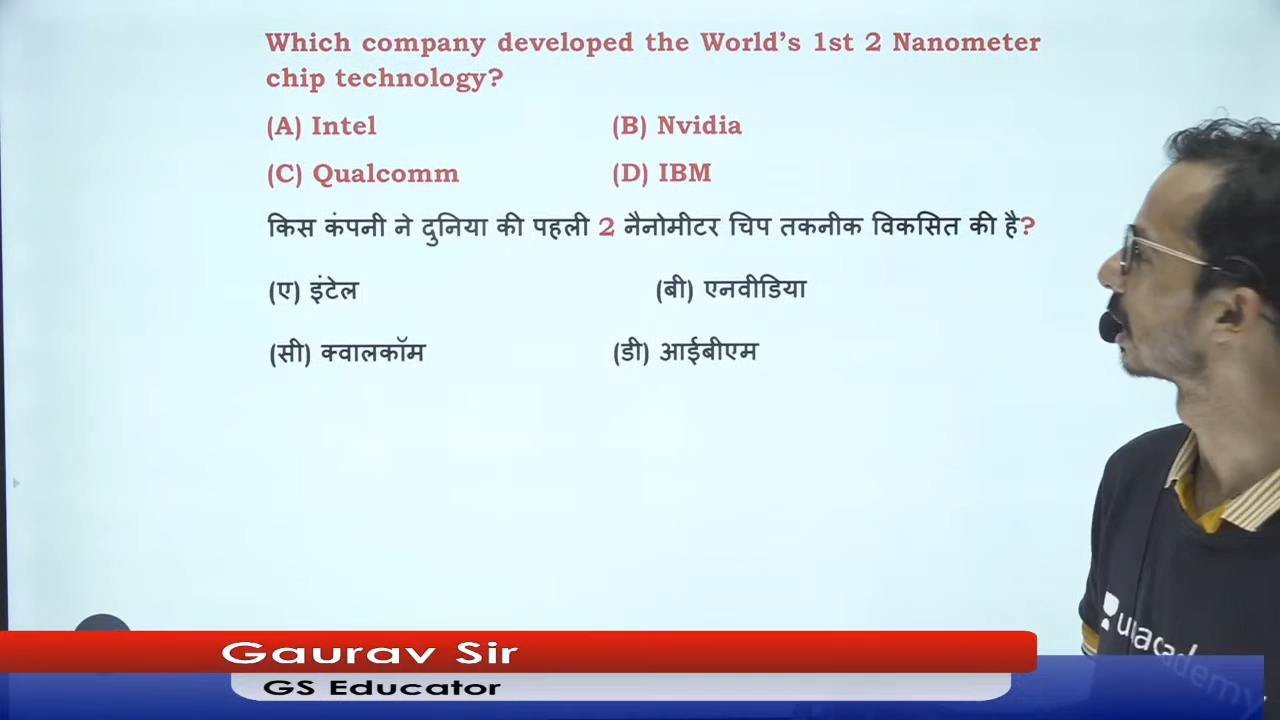 Which company developed the World's 1st 2 Nanometer
chip technology?
(A) Intel (B) Nvidia
(C) Qualcomm (D) IBM
किस कंपनी ने दुनिया की पहली 2 नैनोमीटर चिप तकनीक विकसित की है?
(ए) इंटेल (बी) एनवीडिया
(सी) क्वालकॉम (डी) आईबीएम
unacademy
Gaurav Sir
GS Educator